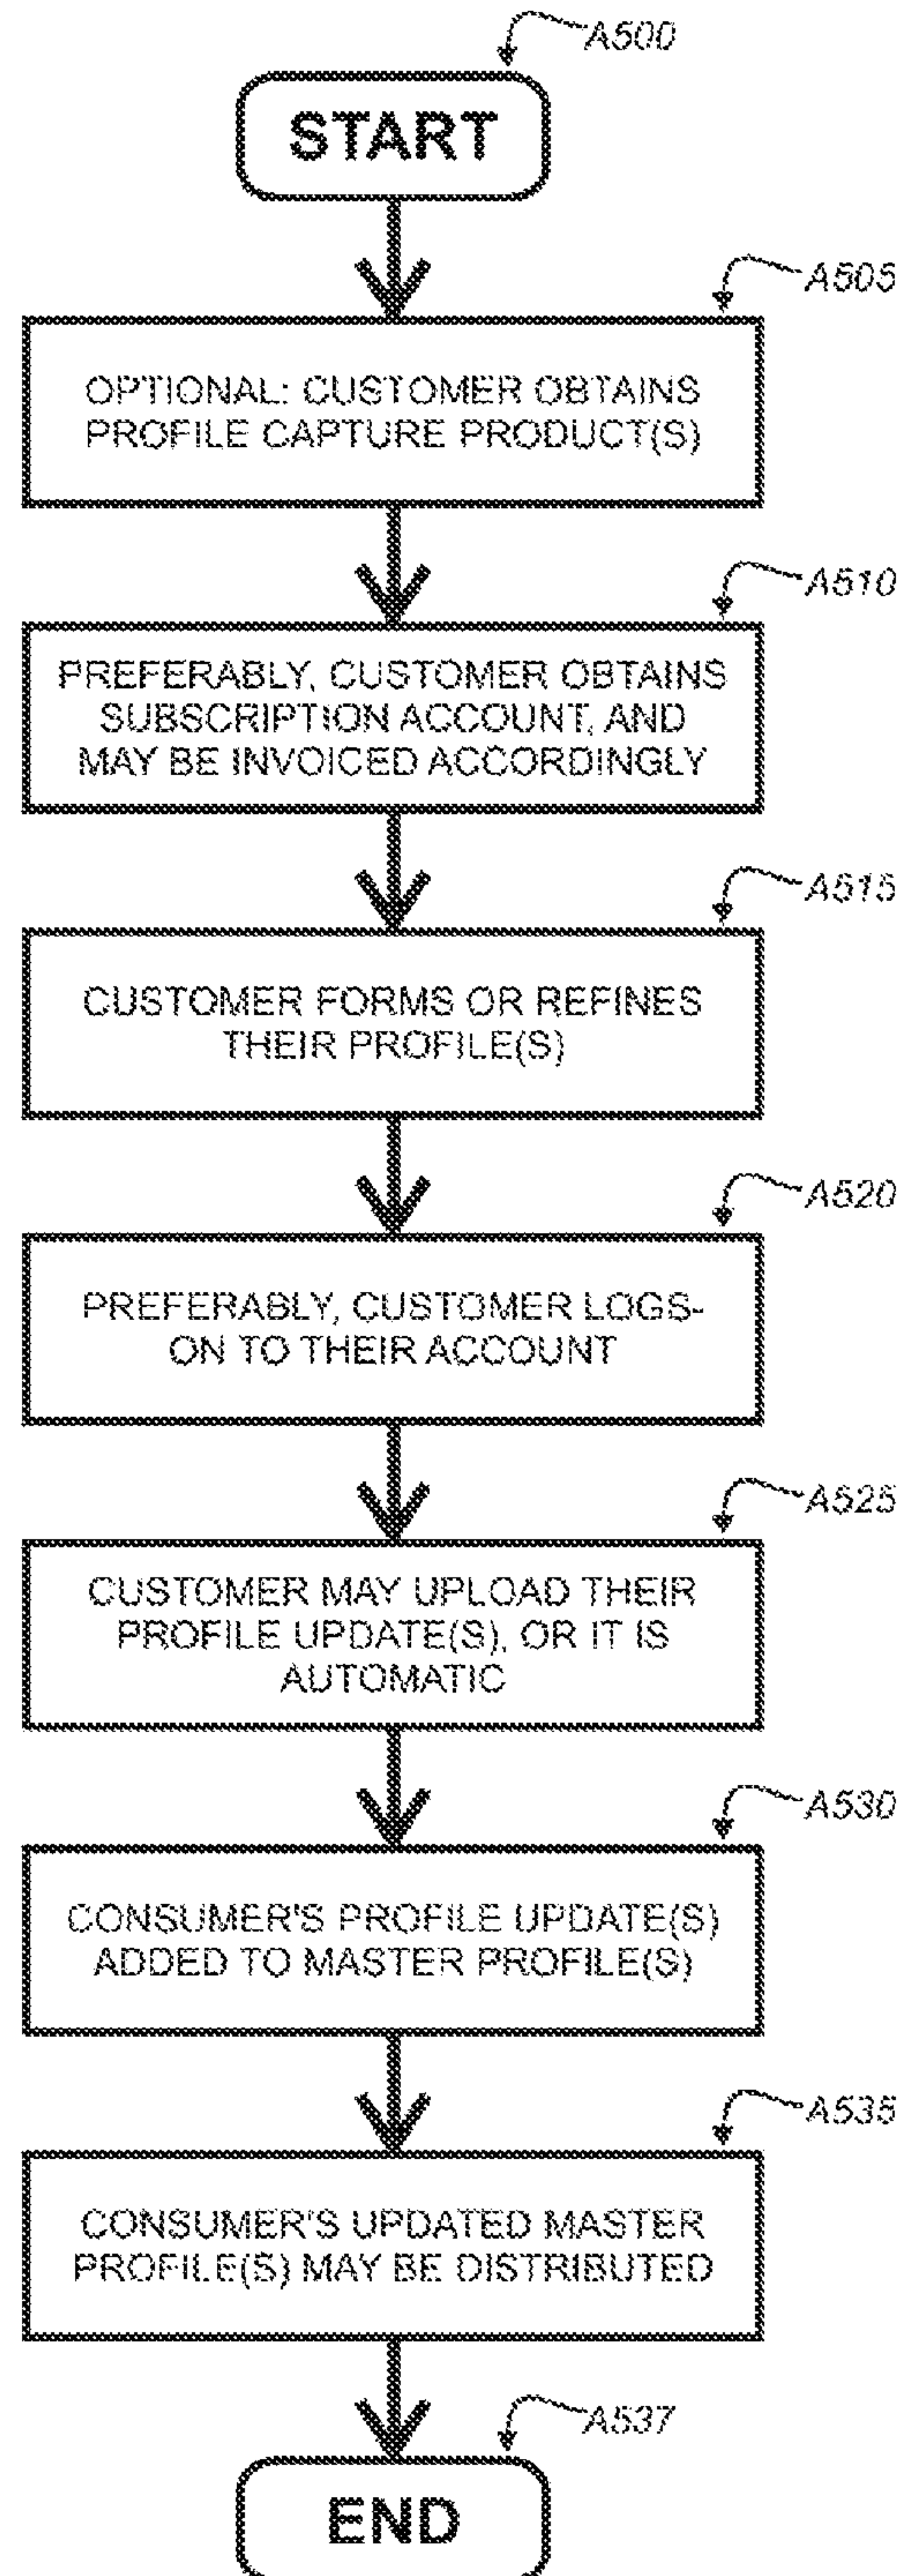 A500
START
A505
OPTIONAL: CUSTOMER OBTAINS
PROFILE CAPTURE PRODUCT(S)
A510
PREFERABLY, CUSTOMER OBTAINS
SUBSCRIPTION ACCOUNT, AND
MAY BE INVOICED ACCORDINGLY
A515
CUSTOMER FORMS OR REFINES
THEIR PROFILE(S)
A520
PREFERABLY, CUSTOMER LOGS-
ON TO THEIR ACCOUNT
A525
CUSTOMER MAY UPLOAD THEIR
PROFILE UPDATE(S), OR IT IS
AUTOMATIC
A530
CONSUMER'S PROFILE UPDATE(S)
ADDED TO MASTER PROFILE(S)
A535
CONSUMER'S UPDATED MASTER
PROFILE(S) MAY BE DISTRIBUTED
A537
END